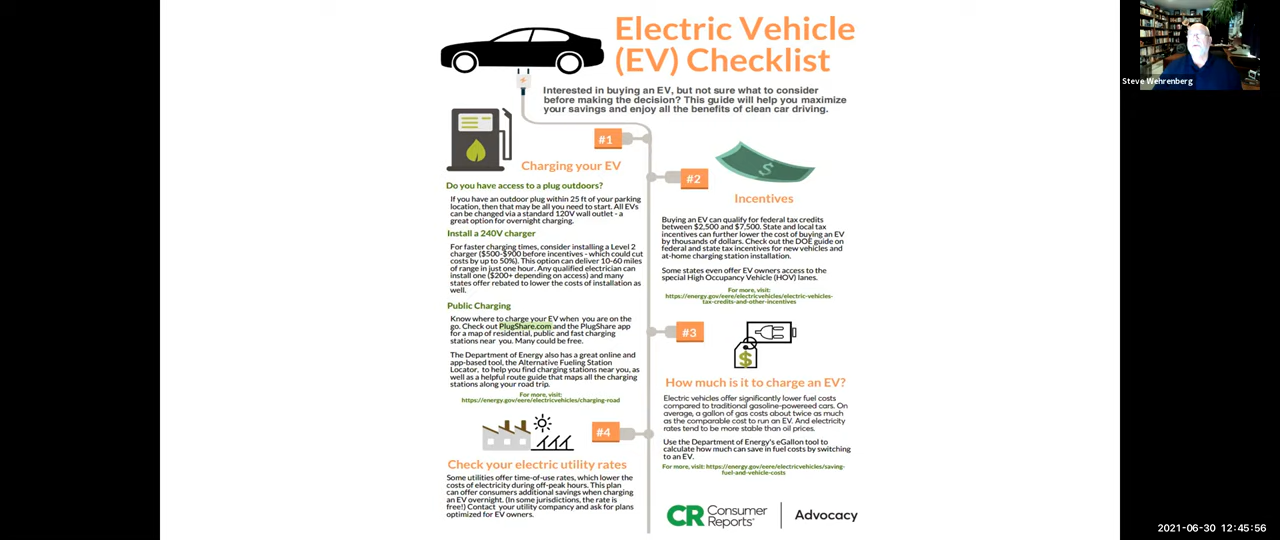 Electric Vehicle
(EV) Checklist
Interested in buying an EV, but not sure what to consider
before making the decision? This guide will help you maximize
your savings and enjoy all the benefits of clean car driving.
#1
Charging your EV
Do you have access to a plug outdoors?
If you have an outdoor plug within 25 ft of your parking
location, then that may be all you need to start. All EVs
can be changed via a standard 120V wall outlet - a
great option for overnight charging.
Install a 240V charger
For faster charging times, consider installing a Level 2
charger ($500-$900 before incentives - which could cut
costs by up to 50%). This option can deliver 10-60 miles
of range in just one hour. Any qualified electrician can
install one ($200+ depending on access) and many
states offer rebated to lower the costs of installation as
well.
Public Charging
Know where to charge your EV when you are on the
go. Check out PlugShare.com and the PlugShare app
for a map of residential, public and fast charging
stations near you. Many could be free.
The Department of Energy also has a great online and
app-based tool, the Alternative Fueling Station
Locator, to help you find charging stations near you, as
well as a helpful route guide that maps all the charging
stations along your road trip.
For more, visit:
https://energy.gov/eere/electricvehicles/charging-road
#2
Incentives
Buying an EV can qualify for federal tax credits
between $2,500 and $7,500. State and local tax
incentives can further lower the cost of buying an EV
by thousands of dollars. Check out the DOE guide on
federal and state tax incentives for new vehicles and
at-home charging station installation.
Some states even offer EV owners access to the
special High Occupancy Vehicle (HOV) lanes.
For more, visit:
https://energy.gov/eere/electricvehicles/electric-vehicles-
tax-credits-and-other-incentives
#3
$
How much is it to charge an EV?
Electric vehicles offer significantly lower fuel costs
compared to traditional gasoline-powereed cars. On
average, a gallon of gas costs about twice as much
as the comparable cost to run an EV. And electricity
rates tend to be more stable than oil prices.
Use the Department of Energy's eGallon tool to
calculate how much can save in fuel costs by switching
to an EV.
For more, visit: https://energy.gov/eere/electricvehicles/saving-
fuel-and-vehicle-costs
#4
Check your electric utility rates
Some utilities offer time-of-use rates, which lower the
costs of electricity during off-peak hours. This plan
can offer consumers additional savings when charging
an EV overnight. (In some jurisdictions, the rate is
free!) Contact your utility compancy and ask for plans
optimized for EV owners.
CR Consumer Reports Advocacy
Steve Wehrenberg
2021-06-30 12:45:56